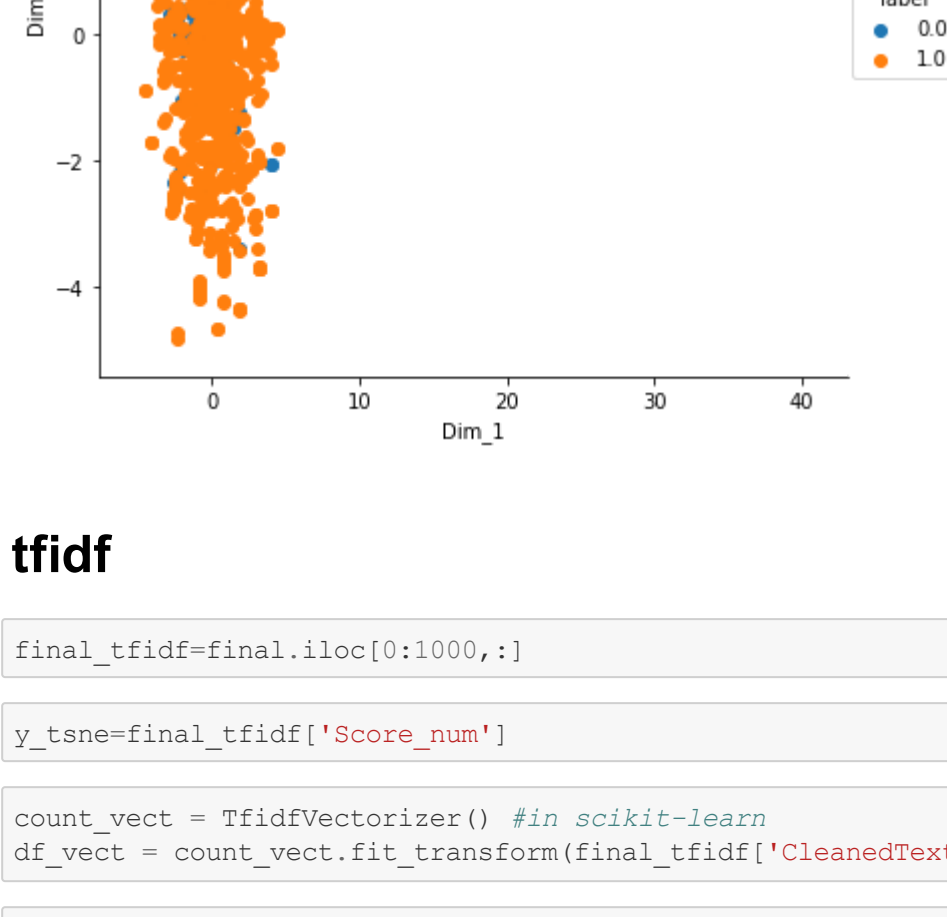 Dim
label
0
0.0
1.0
−2
−4
0 10 20 30 40
Dim_1
tfidf
final_tfidf=final.iloc[0:1000,:]
y_tsne=final_tfidf['Score_num']
count_vect = TfidfVectorizer() #in scikit-learn
df_vect = count_vect.fit_transform(final_tfidf['CleanedText